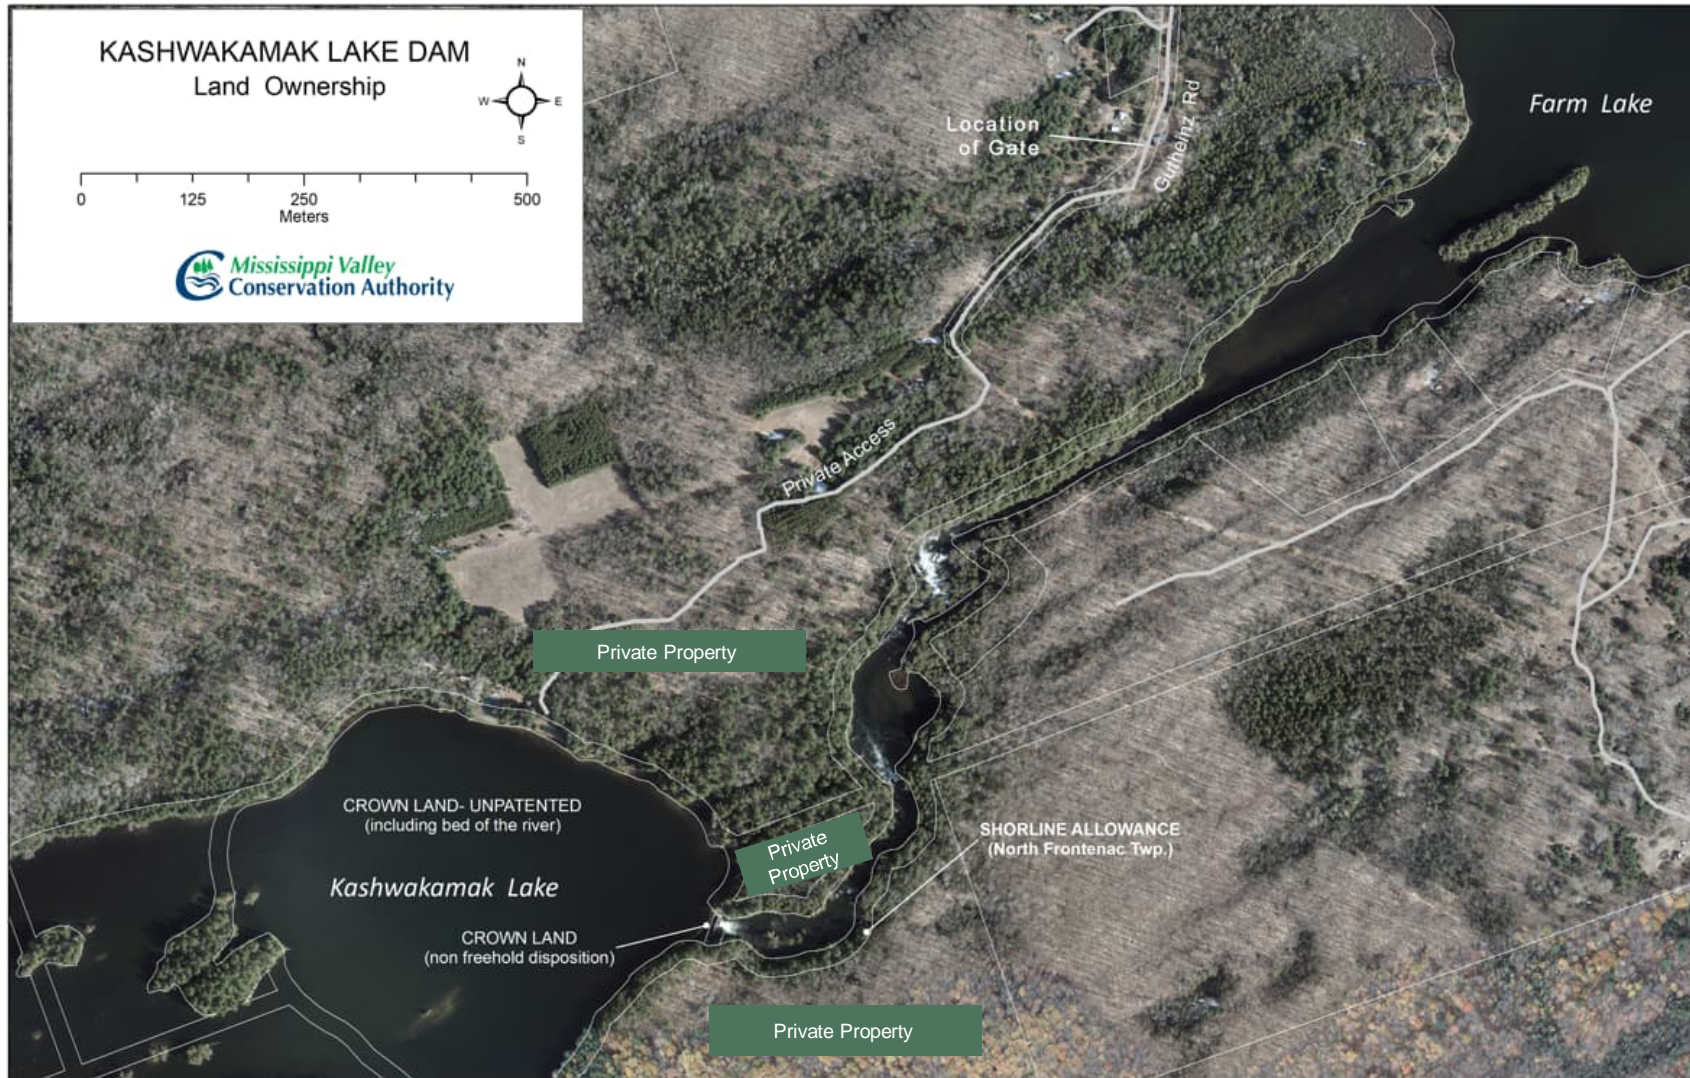 KASHWAKAMAK LAKE DAM
Land Ownership
N
W E
S
0 125 250 500
Meters
Mississippi Valley
Conservation Authority
Location
of Gate
Gutheinz Rd
Farm Lake
Private Access
Private Property
CROWN LAND- UNPATENTED
(including bed of the river)
Kashwakamak Lake
Private
Property
SHORLINE ALLOWANCE
(North Frontenac Twp.)
CROWN LAND
(non freehold disposition)
Private Property